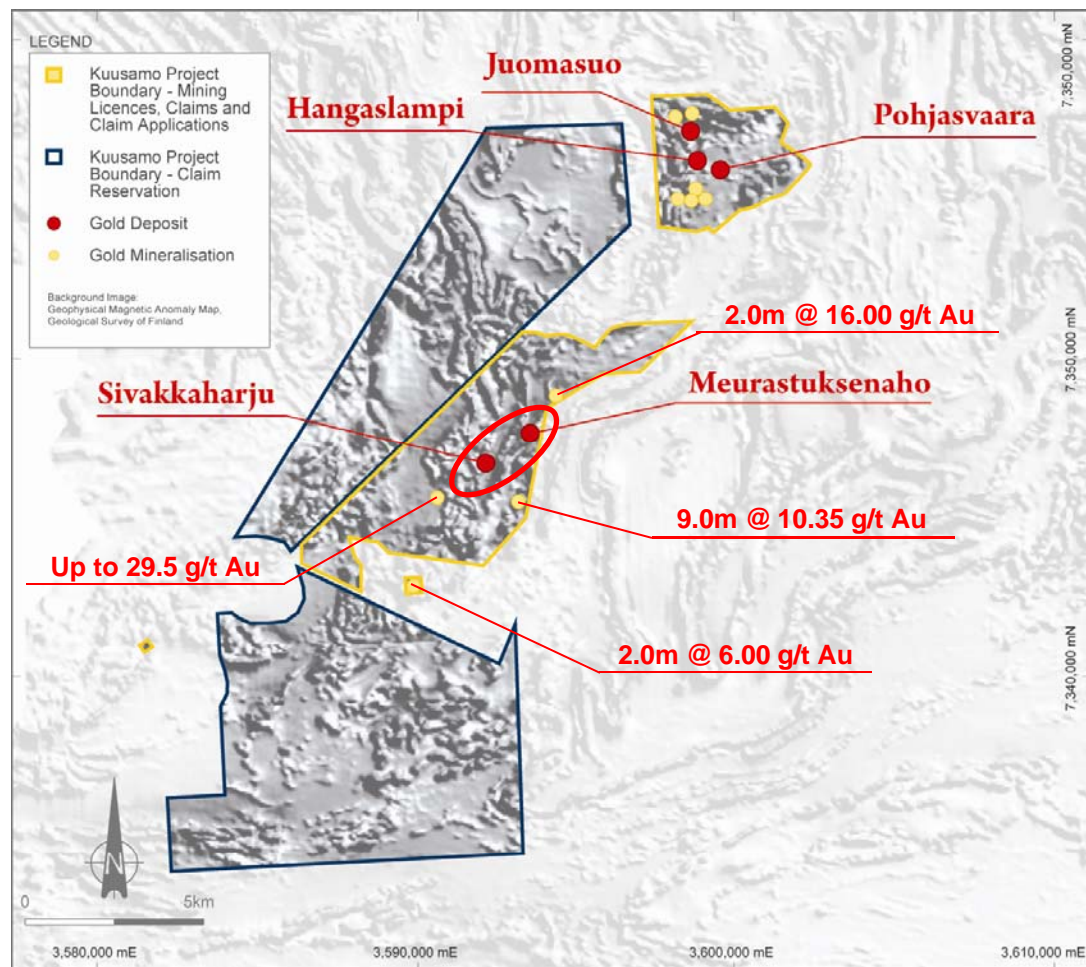 LEGEND
Kuusamo Project
Boundary - Mining
Licences, Claims and
Claim Applications
Kuusamo Project
Boundary - Claim
Reservation
Gold Deposit
Gold Mineralisation
Background Image:
Geophysical Magnetic Anomaly Map,
Geological Survey of Finland
Juomasuo
Hangaslampi
Pohjasvaara
7,350,000 mN
2.0m @ 16.00 g/t Au
Sivakkaharju
Meurastuksenaho
7,350,000 mN
9.0m @ 10.35 g/t Au
Up to 29.5 g/t Au
2.0m @ 6.00 g/t Au
7,340,000 mN
N
0
5km
3,580,000 mE
3,590,000 mE
3,600,000 mE
3,610,000 mE